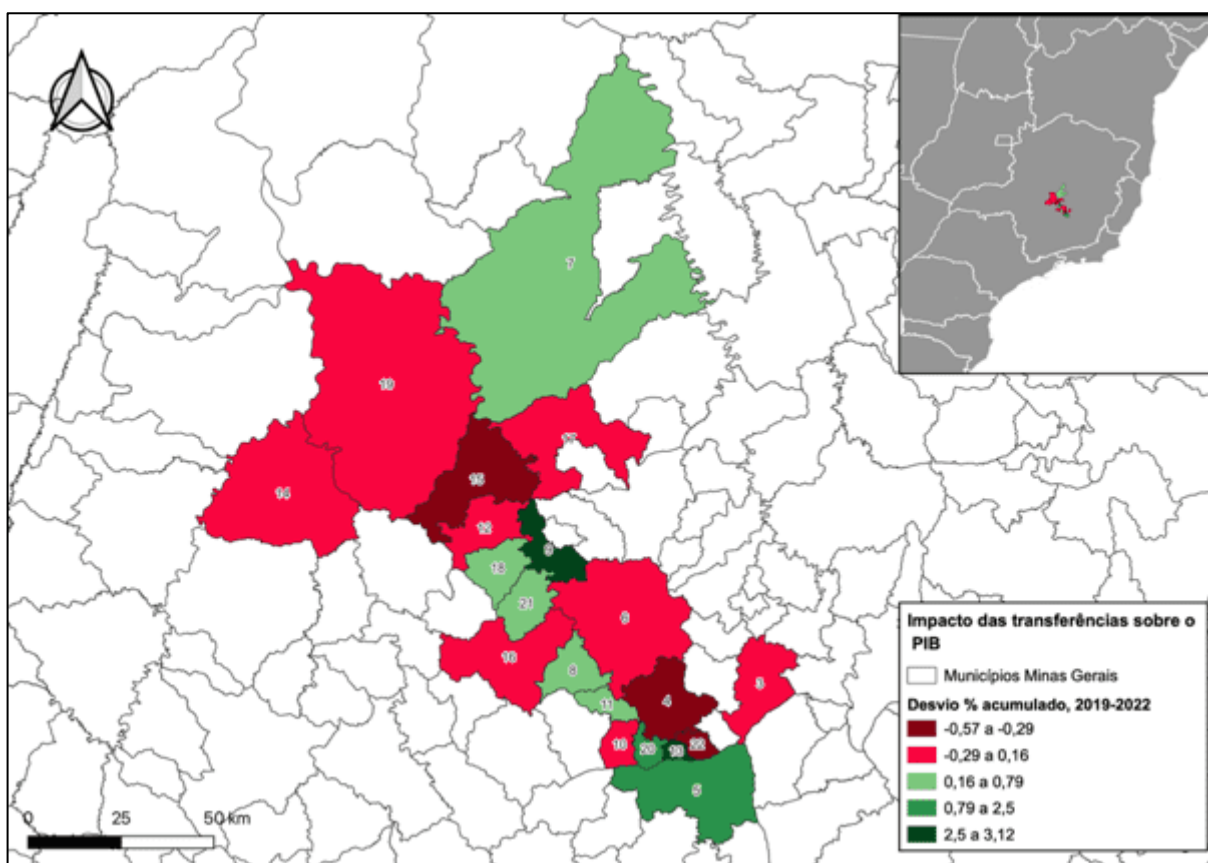 7
19
17
14
15
12
9
18
21
6
16
8
3
4
11
10
20
13
22
5
0 25 50 km
Impacto das transferências sobre o
PIB
Municípios Minas Gerais
Desvio % acumulado, 2019-2022
-0,57 a -0,29
-0,29 a 0,16
0,16 a 0,79
0,79 a 2,5
2,5 a 3,12